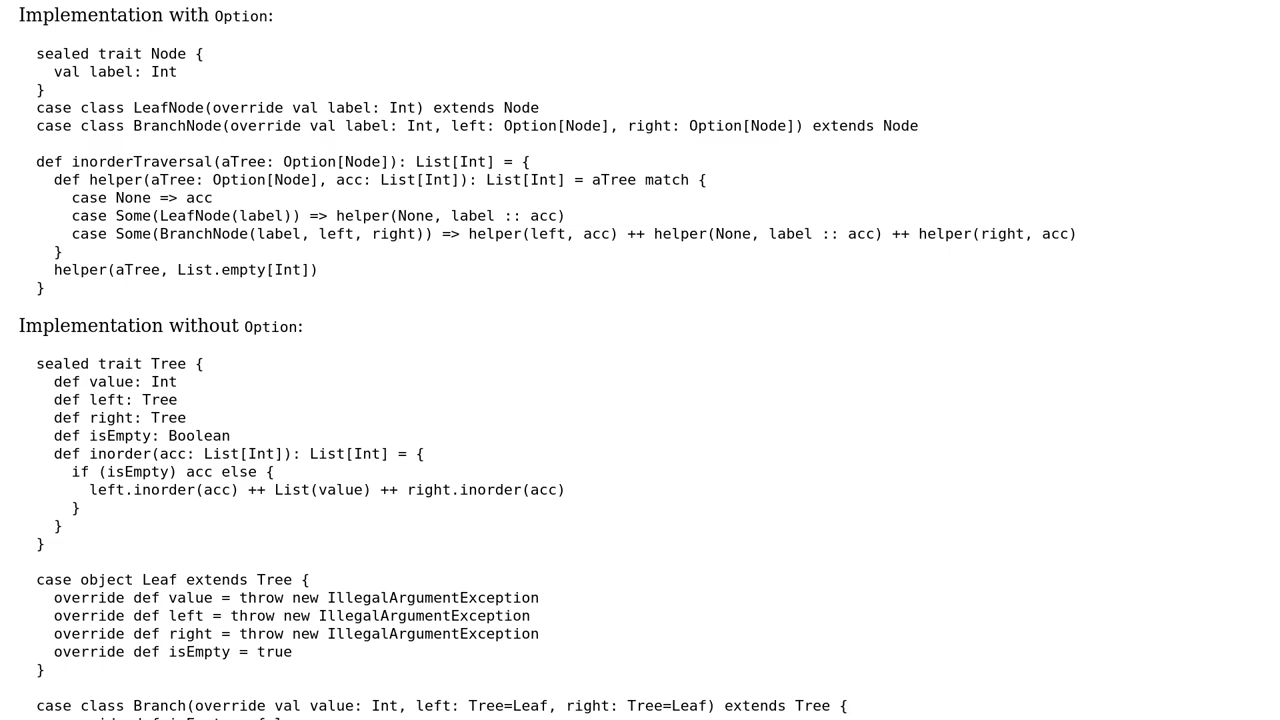 Implementation with Option:
sealed trait Node {
  val label: Int
}
case class LeafNode(override val label: Int) extends Node
case class BranchNode(override val label: Int, left: Option[Node], right: Option[Node]) extends Node
def inorderTraversal(aTree: Option[Node]): List[Int] = {
  def helper(aTree: Option[Node], acc: List[Int]): List[Int] = aTree match {
    case None => acc
    case Some(LeafNode(label)) => helper(None, label :: acc)
    case Some(BranchNode(label, left, right)) => helper(left, acc) ++ helper(None, label :: acc) ++ helper(right, acc)
  }
  helper(aTree, List.empty[Int])
}
Implementation without Option:
sealed trait Tree {
  def value: Int
  def left: Tree
  def right: Tree
  def isEmpty: Boolean
  def inorder(acc: List[Int]): List[Int] = {
    if (isEmpty) acc else {
      left.inorder(acc) ++ List(value) ++ right.inorder(acc)
    }
  }
}
case object Leaf extends Tree {
  override def value = throw new IllegalArgumentException
  override def left = throw new IllegalArgumentException
  override def right = throw new IllegalArgumentException
  override def isEmpty = true
}
case class Branch(override val value: Int, left: Tree=Leaf, right: Tree=Leaf) extends Tree {